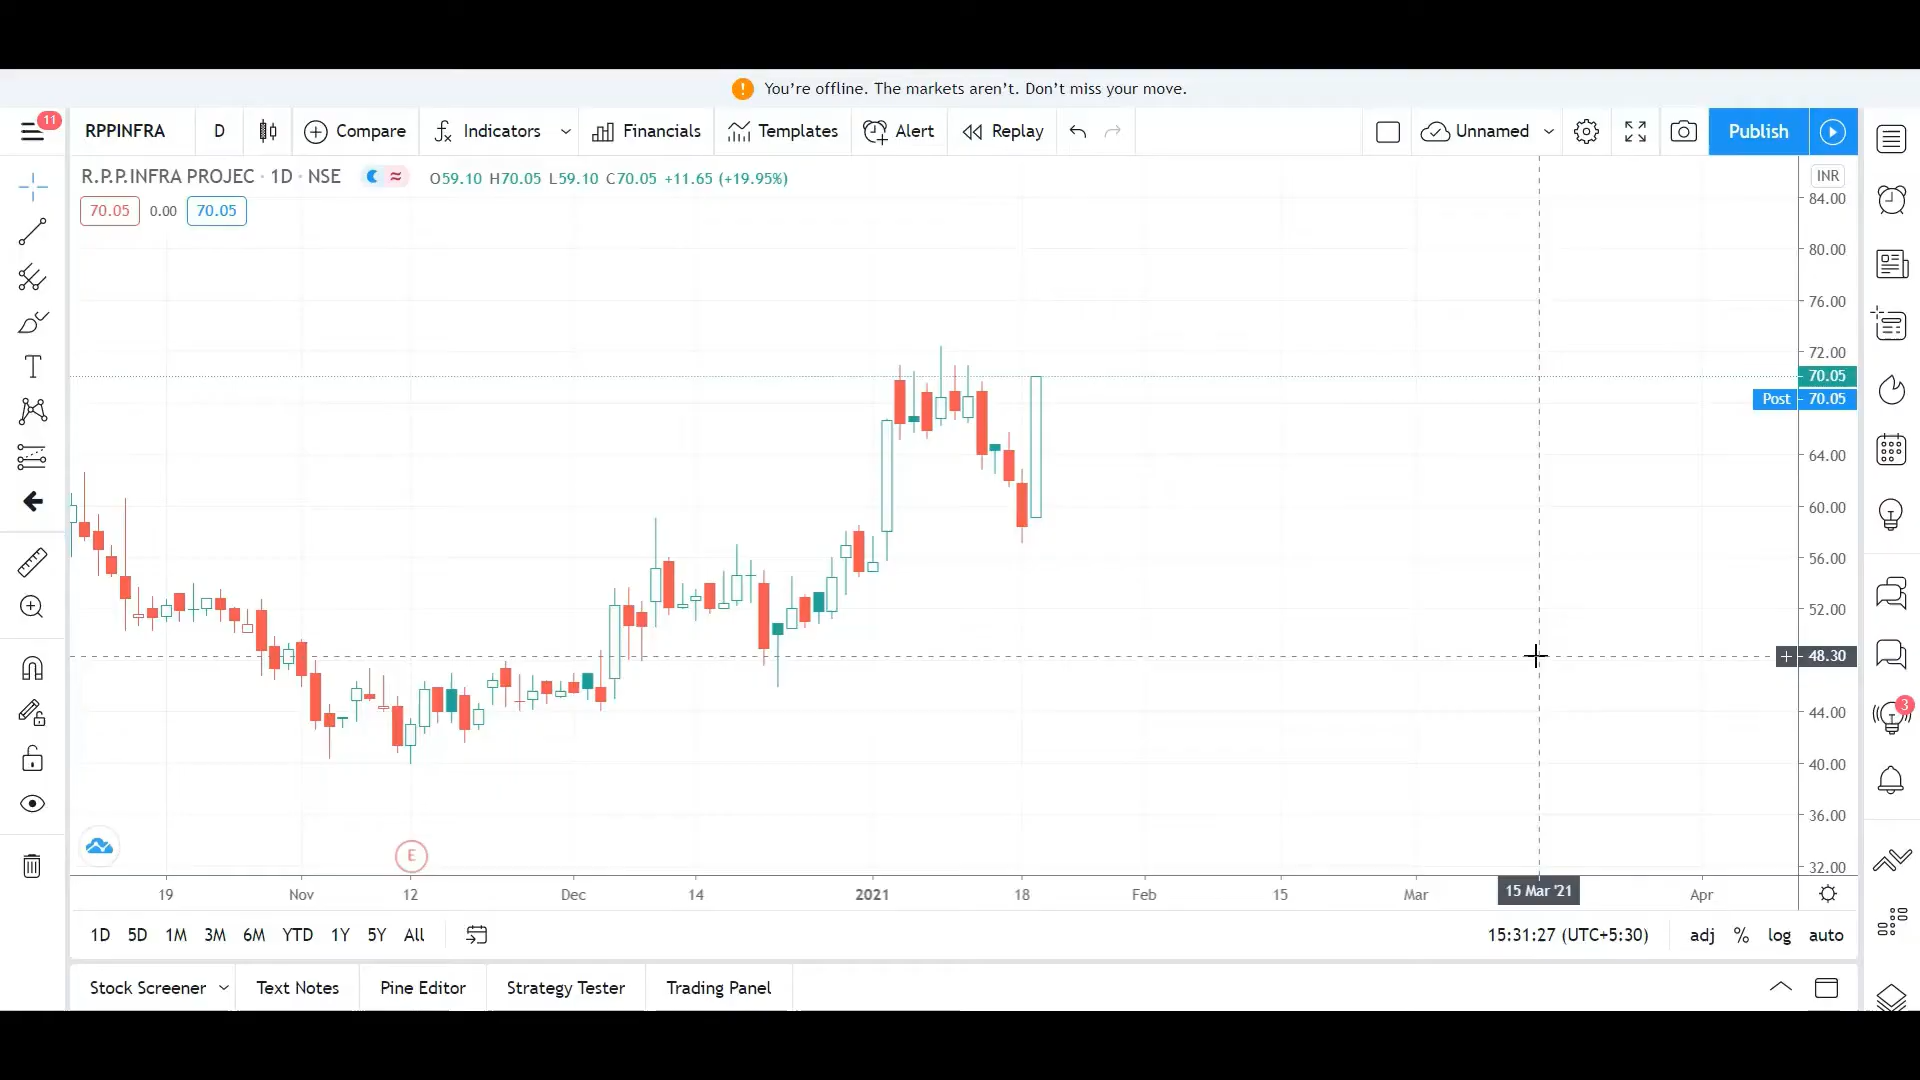 You're offline. The markets aren't. Don't miss your move.
11
RPPINFRA D Compare Indicators Financials Templates Alert Replay Unnamed Publish
R.P.P.INFRA PROJEC · 1D · NSE O59.10 H70.05 L59.10 C70.05 +11.65 (+19.95%)
INR
70.05 0.00 70.05
84.00
80.00
76.00
72.00
70.05
Post 70.05
64.00
60.00
56.00
52.00
48.30
44.00
3
40.00
36.00
32.00
E
19 Nov 12 Dec 14 2021 18 Feb 15 Mar 15 Mar '21 Apr
1D 5D 1M 3M 6M YTD 1Y 5Y All 15:31:27 (UTC+5:30) adj % log auto
Stock Screener Text Notes Pine Editor Strategy Tester Trading Panel